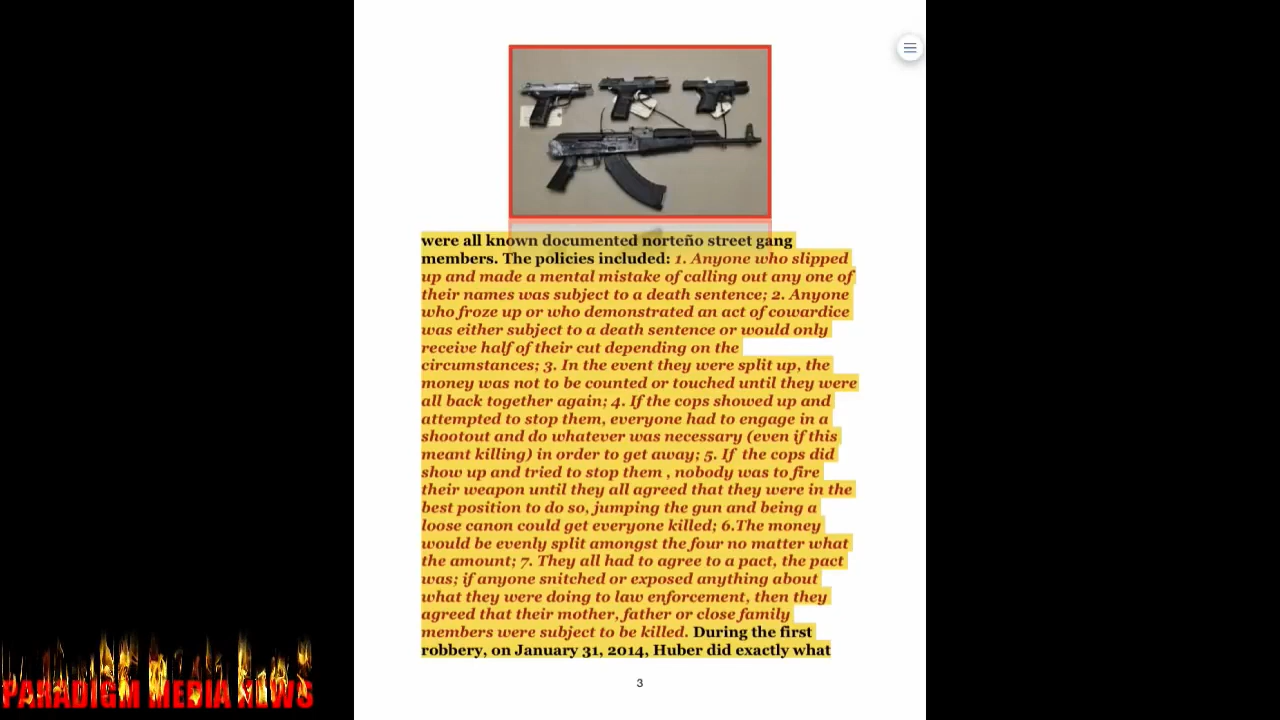 were all known documented norteño street gang
members. The policies included: 1. Anyone who slipped
up and made a mental mistake of calling out any one of
their names was subject to a death sentence; 2. Anyone
who froze up or who demonstrated an act of cowardice
was either subject to a death sentence or would only
receive half of their cut depending on the
circumstances; 3. In the event they were split up, the
money was not to be counted or touched until they were
all back together again; 4. If the cops showed up and
attempted to stop them, everyone had to engage in a
shootout and do whatever was necessary (even if this
meant killing) in order to get away; 5. If the cops did
show up and tried to stop them , nobody was to fire
their weapon until they all agreed that they were in the
best position to do so, jumping the gun and being a
loose canon could get everyone killed; 6.The money
would be evenly split amongst the four no matter what
the amount; 7. They all had to agree to a pact, the pact
was; if anyone snitched or exposed anything about
what they were doing to law enforcement, then they
agreed that their mother, father or close family
members were subject to be killed. During the first
robbery, on January 31, 2014, Huber did exactly what
3
PARADIGM MEDIA NEWS